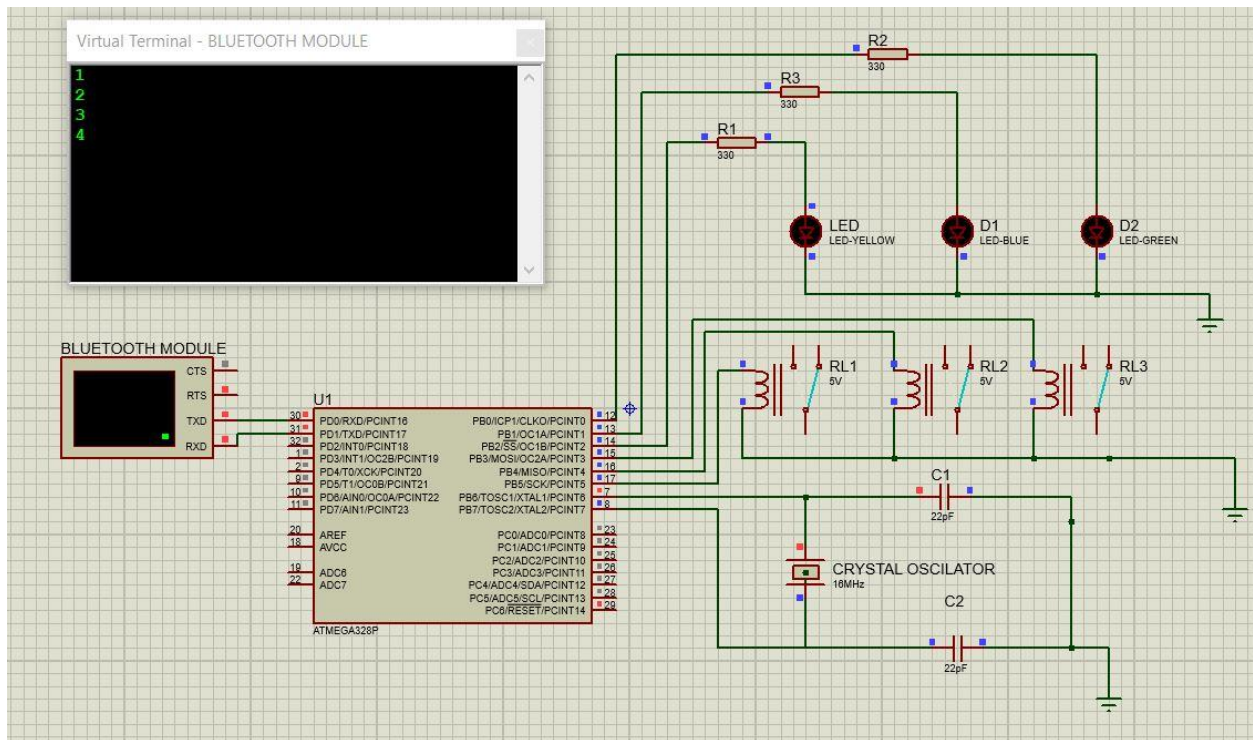 Virtual Terminal - BLUETOOTH MODULE
1
2
3
4
R2
330
R3
330
R1
330
LED
LED-YELLOW
D1
LED-BLUE
D2
LED-GREEN
BLUETOOTH MODULE
CTS
RTS
TXD
RXD
U1
30 PD0/RXD/PCINT16
31 PD1/TXD/PCINT17
32 PD2/INT0/PCINT18
1 PD3/INT1/OC2B/PCINT19
2 PD4/T0/XCK/PCINT20
9 PD5/T1/OC0B/PCINT21
10 PD6/AIN0/OC0A/PCINT22
11 PD7/AIN1/PCINT23
20 AREF
18 AVCC
19 ADC6
22 ADC7
PB0/ICP1/CLKO/PCINT0 12
PB1/OC1A/PCINT1 13
PB2/SS/OC1B/PCINT2 14
PB3/MOSI/OC2A/PCINT3 15
PB4/MISO/PCINT4 16
PB5/SCK/PCINT5 17
PB6/TOSC1/XTAL1/PCINT6 7
PB7/TOSC2/XTAL2/PCINT7 8
PC0/ADC0/PCINT8 23
PC1/ADC1/PCINT9 24
PC2/ADC2/PCINT10 25
PC3/ADC3/PCINT11 26
PC4/ADC4/SDA/PCINT12 27
PC5/ADC5/SCL/PCINT13 28
PC6/RESET/PCINT14 29
ATMEGA328P
RL1
5V
RL2
5V
RL3
5V
C1
22pF
CRYSTAL OSCILATOR
16MHz
C2
22pF